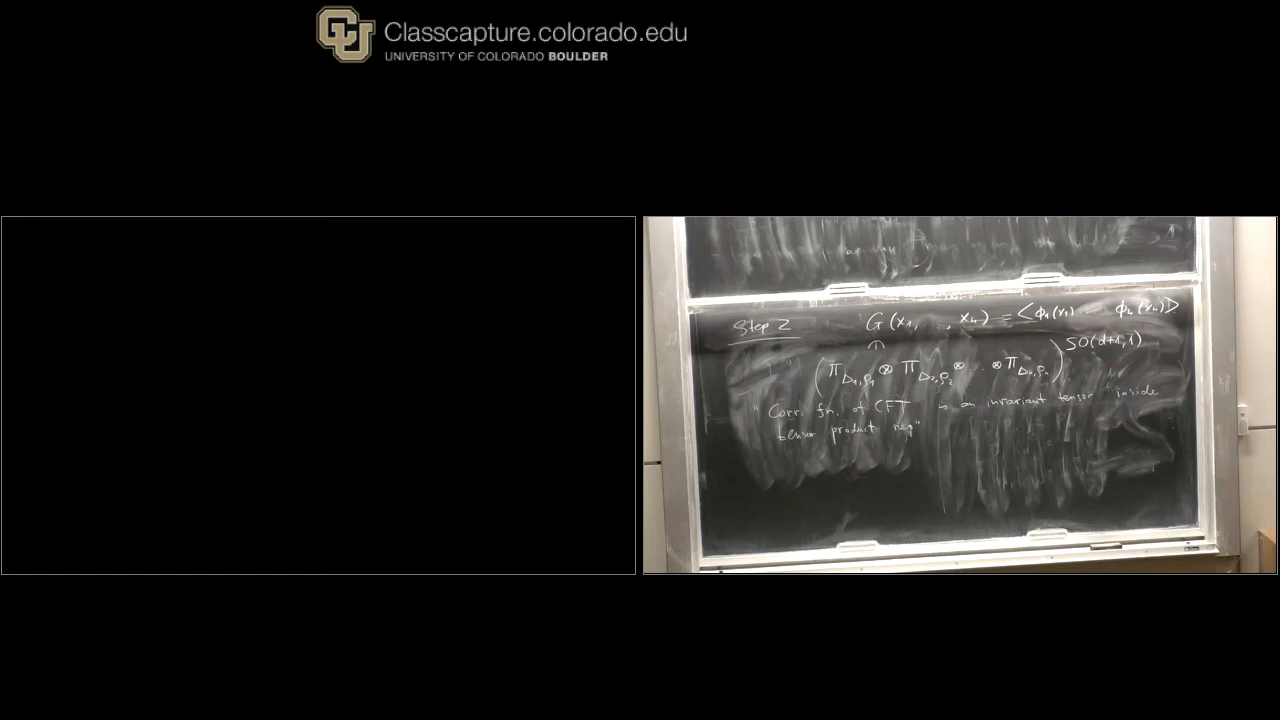 Classcapture.colorado.edu
UNIVERSITY OF COLORADO BOULDER
Step 2 G(x₁, .., x₄) = ⟨ϕ₁(x₁) ... ϕ₄(x₄)⟩
(π_{Δ₁,ρ₁} ⊗ π_{Δ₂,ρ₂} ⊗ .. ⊗ π_{Δ₄,ρ₄})^{SO(d+1,1)}
"Corr. fn. of CFT is an invariant tensor inside
tensor product rep"